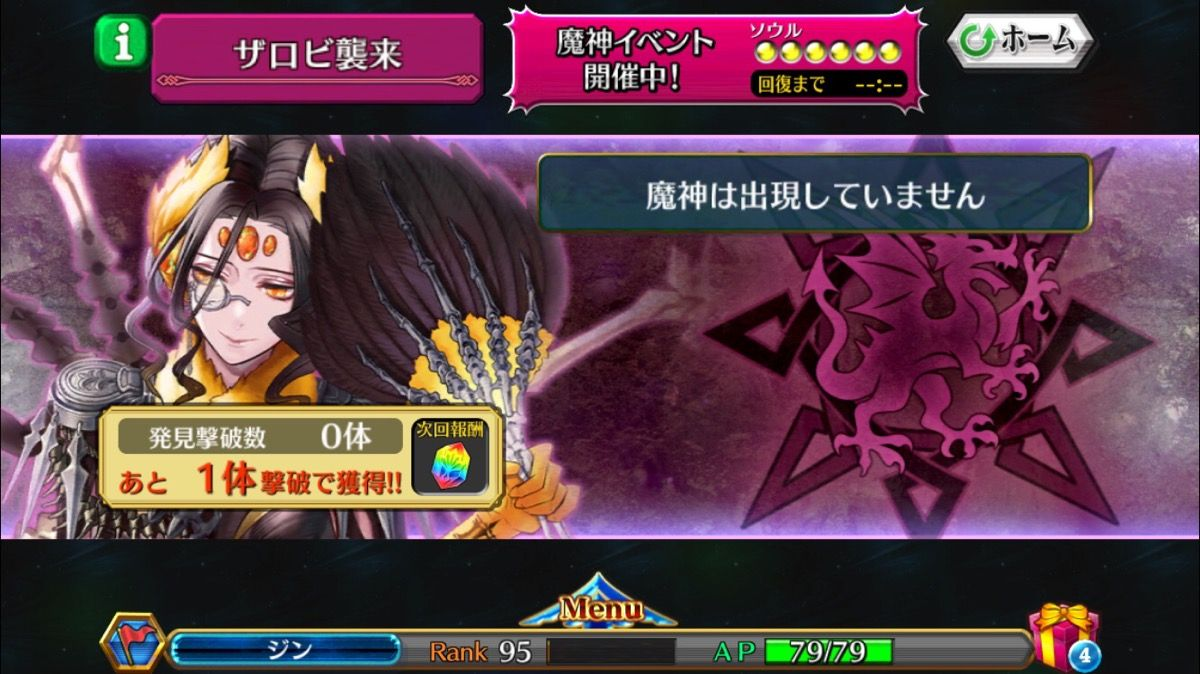 i
ザロビ襲来
魔神イベント
開催中!
ソウル
回復まで --:--
ホーム
魔神は出現していません
発見撃破数 0体
あと 1体撃破で獲得!!
次回報酬
Menu
ジン
Rank 95
AP 79/79
4